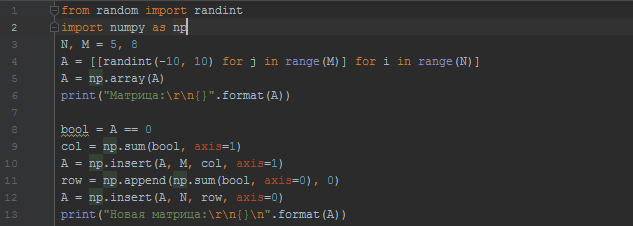 1 from random import randint
2 import numpy as np
3 N, M = 5, 8
4 A = [[randint(-10, 10) for j in range(M)] for i in range(N)]
5 A = np.array(A)
6 print("Матрица:\r\n{}".format(A))
7
8 bool = A == 0
9 col = np.sum(bool, axis=1)
10 A = np.insert(A, M, col, axis=1)
11 row = np.append(np.sum(bool, axis=0), 0)
12 A = np.insert(A, N, row, axis=0)
13 print("Новая матрица:\r\n{}\n".format(A))